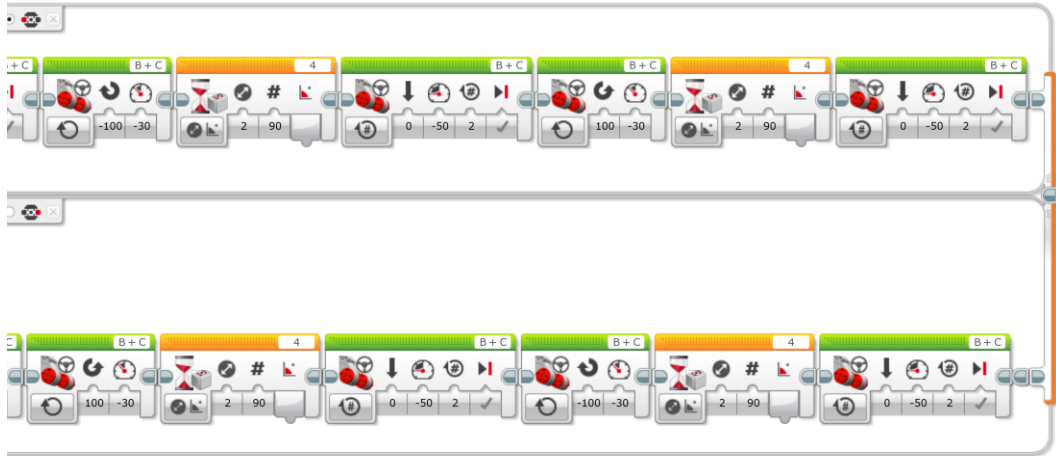 + C B + C 4 B + C B + C 4 B + C
# # # #
-100 -30 2 90 # 0 -50 2 100 -30 2 90 # 0 -50 2
C B + C 4 B + C B + C 4 B + C
# # # #
100 -30 2 90 # 0 -50 2 -100 -30 2 90 # 0 -50 2